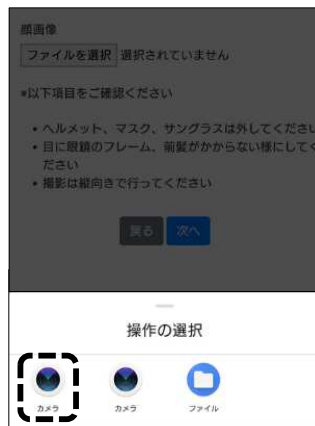 顔画像
ファイルを選択 選択されていません
*以下項目をご確認ください
• ヘルメット、マスク、サングラスは外してくださ
• 目に眼鏡のフレーム、前髪がかからない様にしてく
ださい
• 撮影は縦向きで行ってください
戻る 次へ
操作の選択
カメラ カメラ ファイル